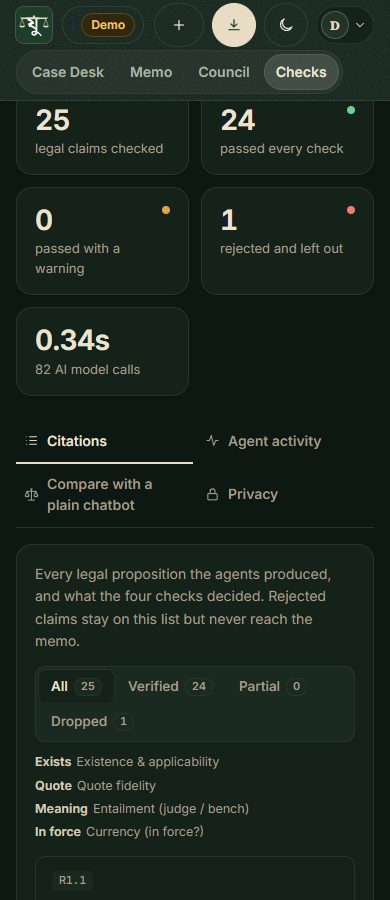 Demo
D
Case Desk
Memo
Council
Checks
25
legal claims checked
24
passed every check
0
passed with a
warning
1
rejected and left out
0.34s
82 AI model calls
Citations
Agent activity
Compare with a
plain chatbot
Privacy
Every legal proposition the agents produced,
and what the four checks decided. Rejected
claims stay on this list but never reach the
memo.
All 25
Verified 24
Partial 0
Dropped 1
Exists Existence & applicability
Quote Quote fidelity
Meaning Entailment (judge / bench)
In force Currency (in force?)
R1.1